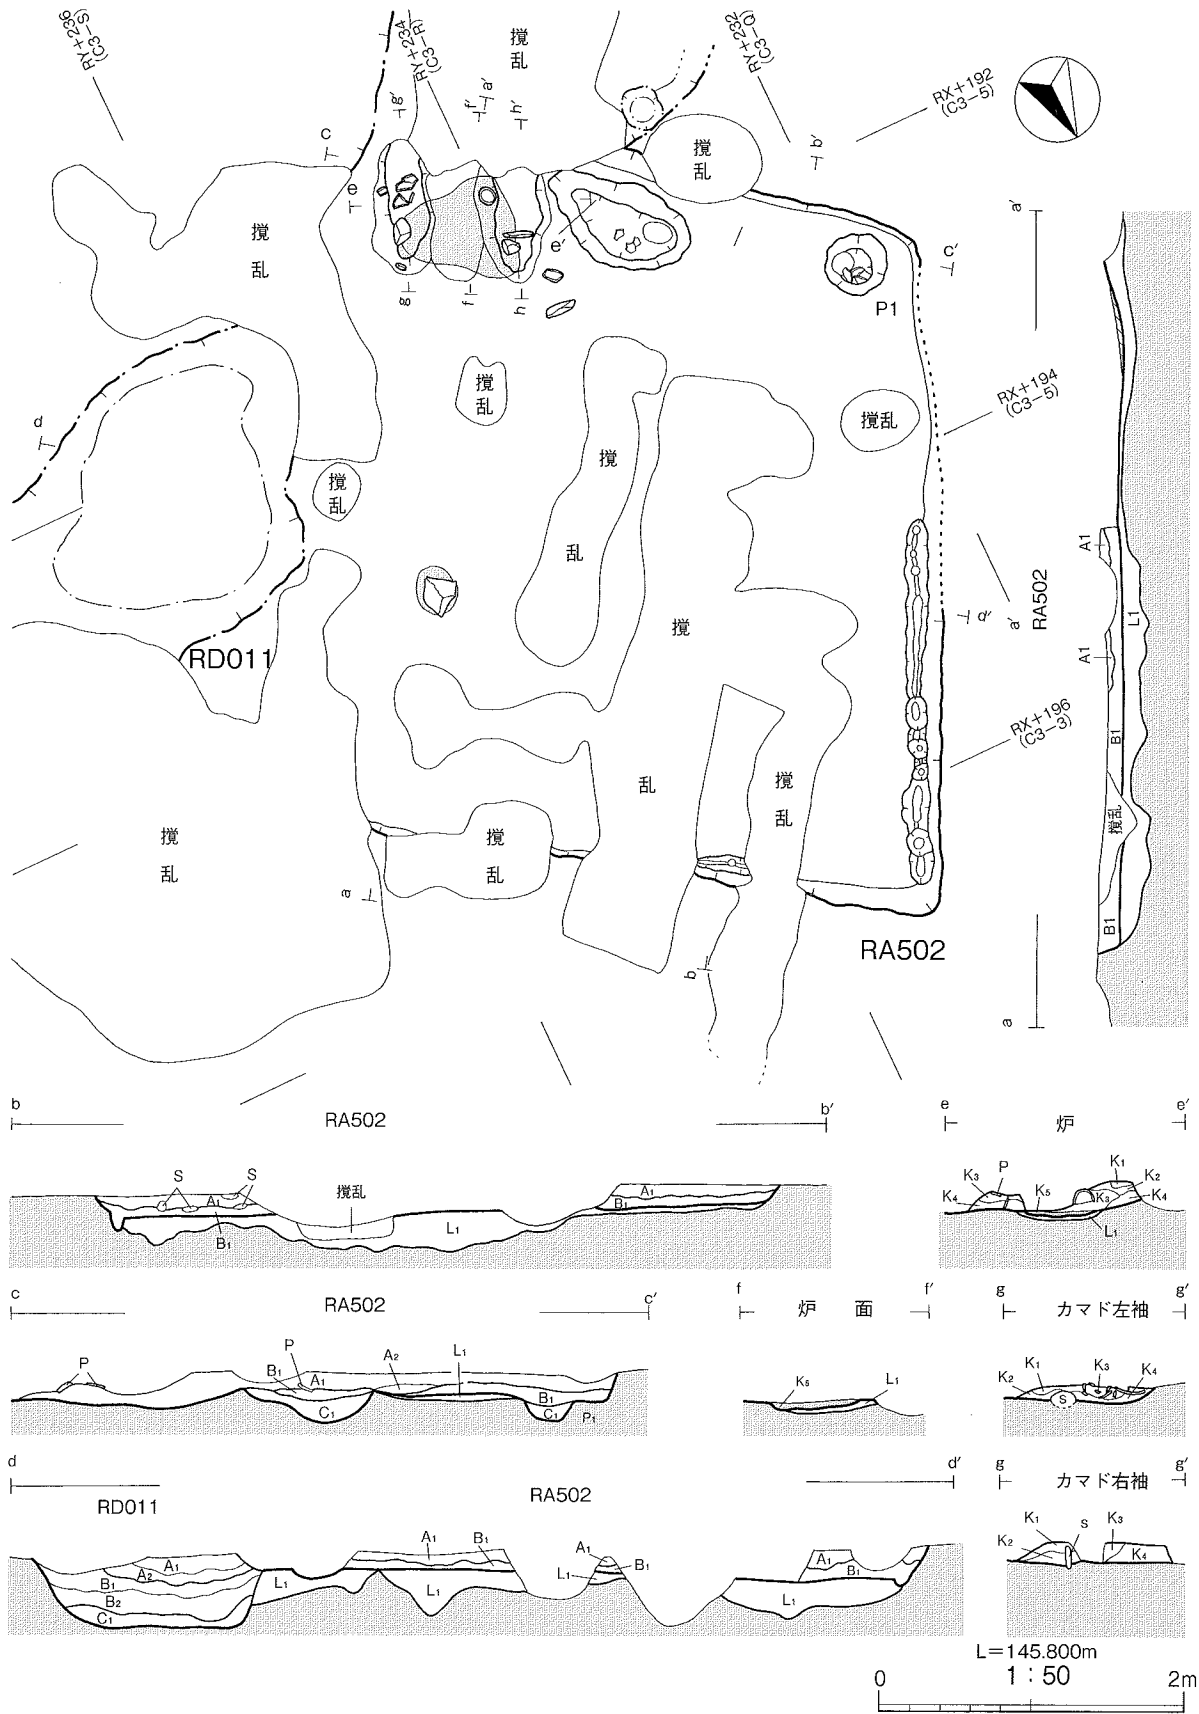 RY+236
(C3-S)
RY+234
(C3-R)
撹
乱
RY+232
(C3-Q)
RX+192
(C3-5)
g′
f′
a′
h′
b′
c
e
撹
乱
撹
乱
e′
c′
a′
g
f
h
P1
d
撹
乱
撹乱
RX+194
(C3-5)
撹
乱
撹
乱
A1
d″
a′
RA502
L1
撹
RD011
A1
RX+196
(C3-3)
B1
乱
撹
乱
撹乱
撹
乱
撹
乱
a
B1
RA502
b
a
b
RA502
b′
e
炉
e′
S
S
A1
撹乱
B1
L1
A1
B1
K3
P
K4
K5
K1
K2
K3
K4
L1
c
RA502
c′
f
炉 面
f′
g
カマド左袖
g′
P
P
B1
A1
A2
L1
B1
C1
C1
P1
K5
L1
K1
K2
K3
K4
S
d
RD011
RA502
d′
g
カマド右袖
g′
A1
A2
B1
B2
C1
L1
A1
B1
L1
A1
B1
L1
A1
B1
L1
K1
K2
S
K3
K4
L=145.800m
0
1:50
2m